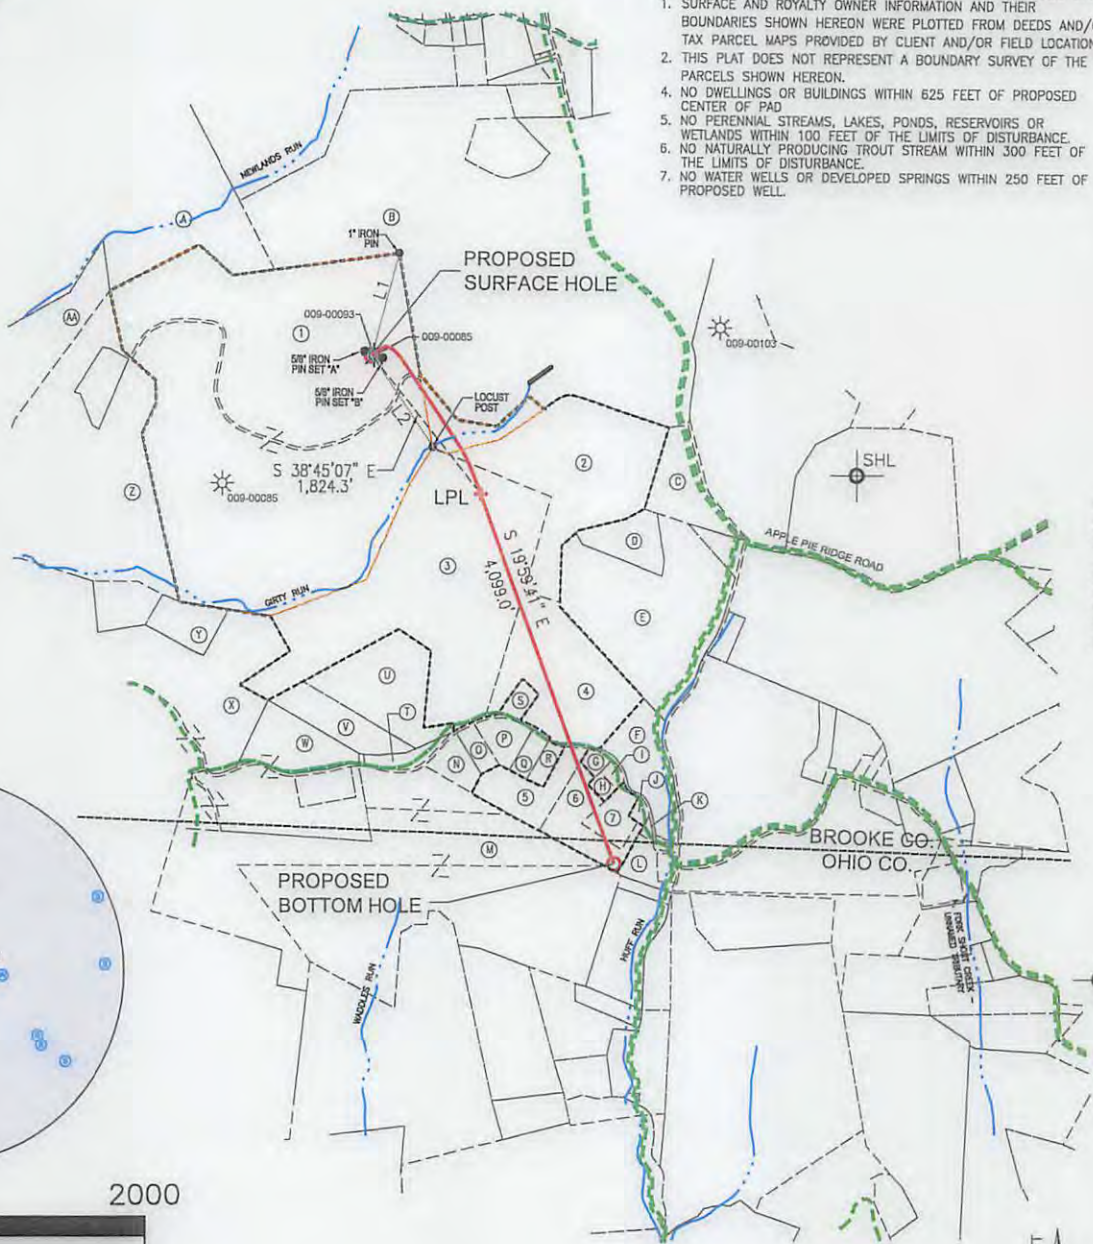 1. SURFACE AND ROYALTY OWNER INFORMATION AND THEIR
BOUNDARIES SHOWN HEREON WERE PLOTTED FROM DEEDS AND/
TAX PARCEL MAPS PROVIDED BY CLIENT AND/OR FIELD LOCATION
2. THIS PLAT DOES NOT REPRESENT A BOUNDARY SURVEY OF THE
PARCELS SHOWN HEREON.
4. NO DWELLINGS OR BUILDINGS WITHIN 625 FEET OF PROPOSED
CENTER OF PAD
5. NO PERENNIAL STREAMS, LAKES, PONDS, RESERVOIRS OR
WETLANDS WITHIN 100 FEET OF THE LIMITS OF DISTURBANCE.
6. NO NATURALLY PRODUCING TROUT STREAM WITHIN 300 FEET OF
THE LIMITS OF DISTURBANCE.
7. NO WATER WELLS OR DEVELOPED SPRINGS WITHIN 250 FEET OF
PROPOSED WELL.
NEWLANDS RUN
A
B
1" IRON
PIN
PROPOSED
SURFACE HOLE
L1
AA
1
009-00093
009-00085
009-00103
5/8" IRON
PIN SET "A"
5/8" IRON
PIN SET "B"
LOCUST
POST
L2
S 38°45'07" E
1,824.3'
009-00085
Z
2
C
SHL
LPL
S 19°59'41" E
4,099.0'
D
APPLE PIE RIDGE ROAD
3
GIRTY RUN
E
Y
U
S
4
X
V
T
W
F
P
O
N
Q
R
G
I
H
J
5
6
7
K
M
L
BROOKE CO.
OHIO CO.
PROPOSED
BOTTOM HOLE
WADDLES RUN
HUFF RUN
FORK SHORT CREEK -
UNNAMED TRIBUTARY
2000